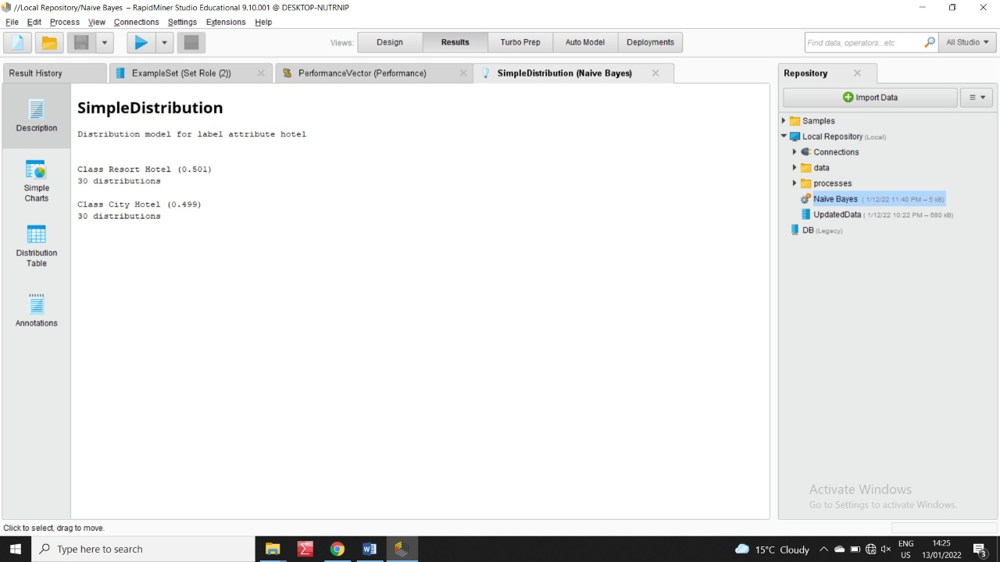 //Local Repository/Naïve Bayes – RapidMiner Studio Educational 9.10.001 @ DESKTOP-NUTRNIP
File Edit Process View Connections Settings Extensions Help
Views: Design Results Turbo Prep Auto Model Deployments
Find data, operators...etc All Studio
Result History
ExampleSet (Set Role (2))
PerformanceVector (Performance)
SimpleDistribution (Naive Bayes)
Description
Simple
Charts
Distribution
Table
Annotations
SimpleDistribution
Distribution model for label attribute hotel
Class Resort Hotel (0.501)
30 distributions
Class City Hotel (0.499)
30 distributions
Repository
Import Data
Samples
Local Repository (Local)
Connections
data
processes
Naïve Bayes ( 1/12/22 11:40 PM – 5 kB)
UpdatedData ( 1/12/22 10:22 PM – 680 kB)
DB (Legacy)
Activate Windows
Go to Settings to activate Windows.
Click to select, drag to move.
Type here to search
15°C Cloudy
ENG
US
14:25
13/01/2022
3